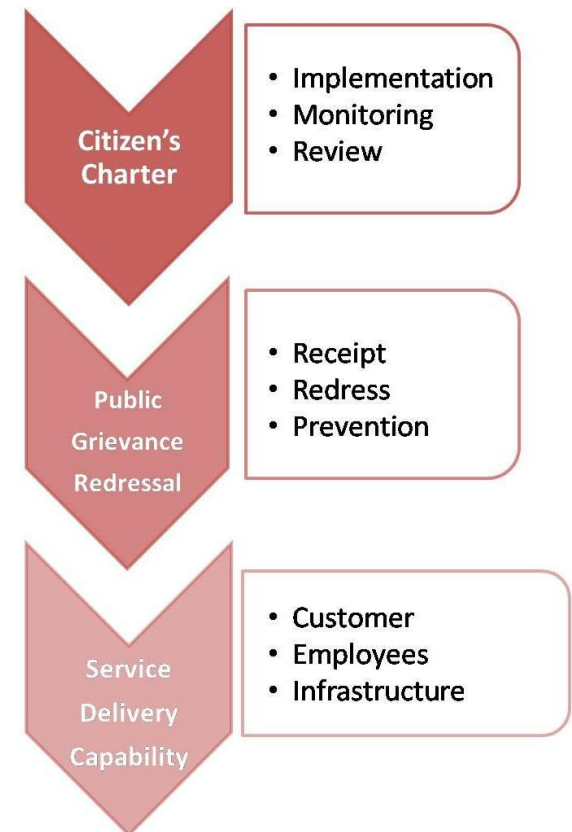 Citizen's
Charter
• Implementation
• Monitoring
• Review
Public
Grievance
Redressal
• Receipt
• Redress
• Prevention
Service
Delivery
Capability
• Customer
• Employees
• Infrastructure